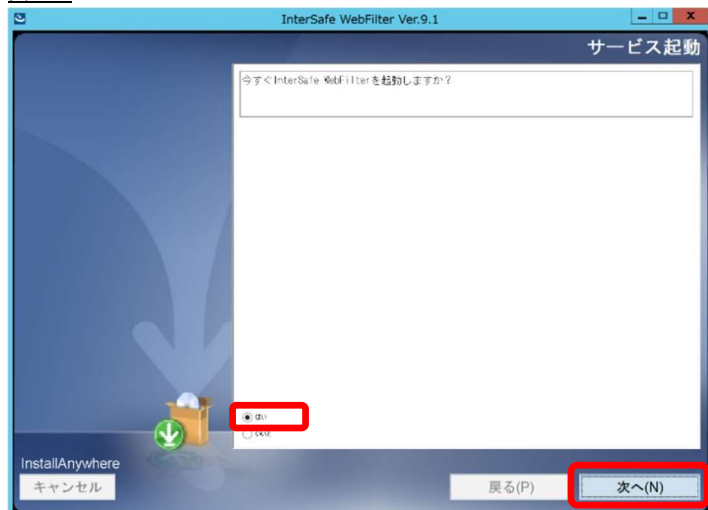 InterSafe WebFilter Ver.9.1
サービス起動
今すぐInterSafe WebFilterを起動しますか？
はい
いいえ
InstallAnywhere
キャンセル
戻る(P)
次へ(N)